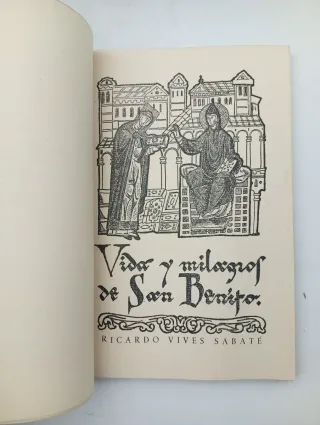 Vida y milagros
de San Benito.
RICARDO VIVES SABATÉ